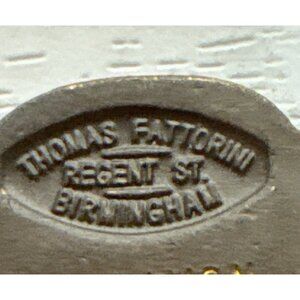 THOMAS FATTORINI
REGENT ST.
BIRMINGHAM